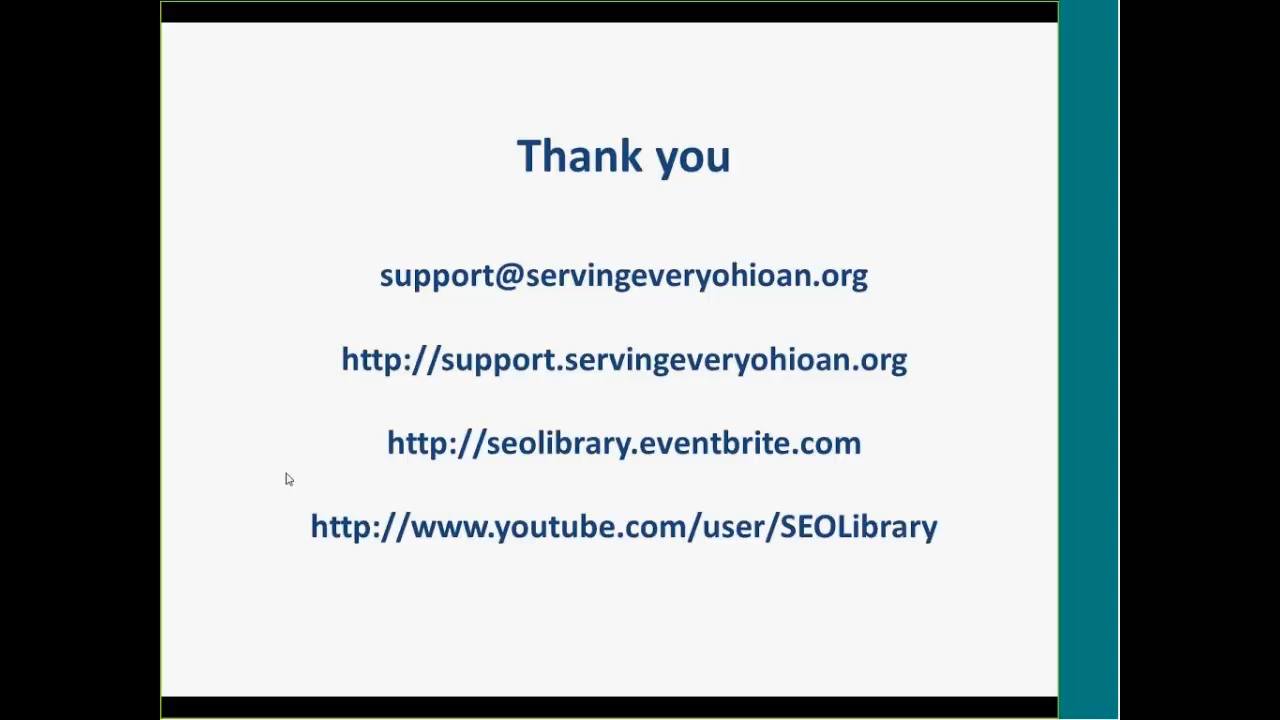 Thank you
support@servingeveryohioan.org
http://support.servingeveryohioan.org
http://seolibrary.eventbrite.com
http://www.youtube.com/user/SEOLibrary